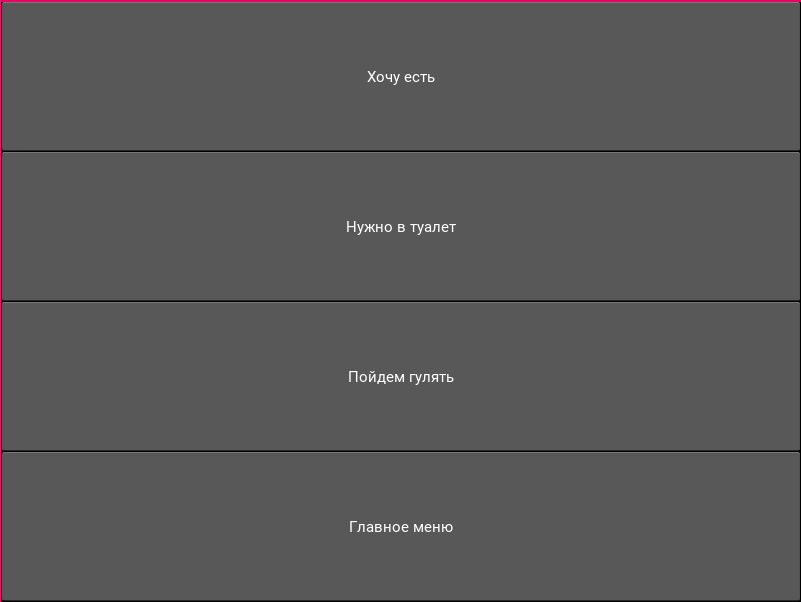 Хочу есть
Нужно в туалет
Пойдем гулять
Главное меню